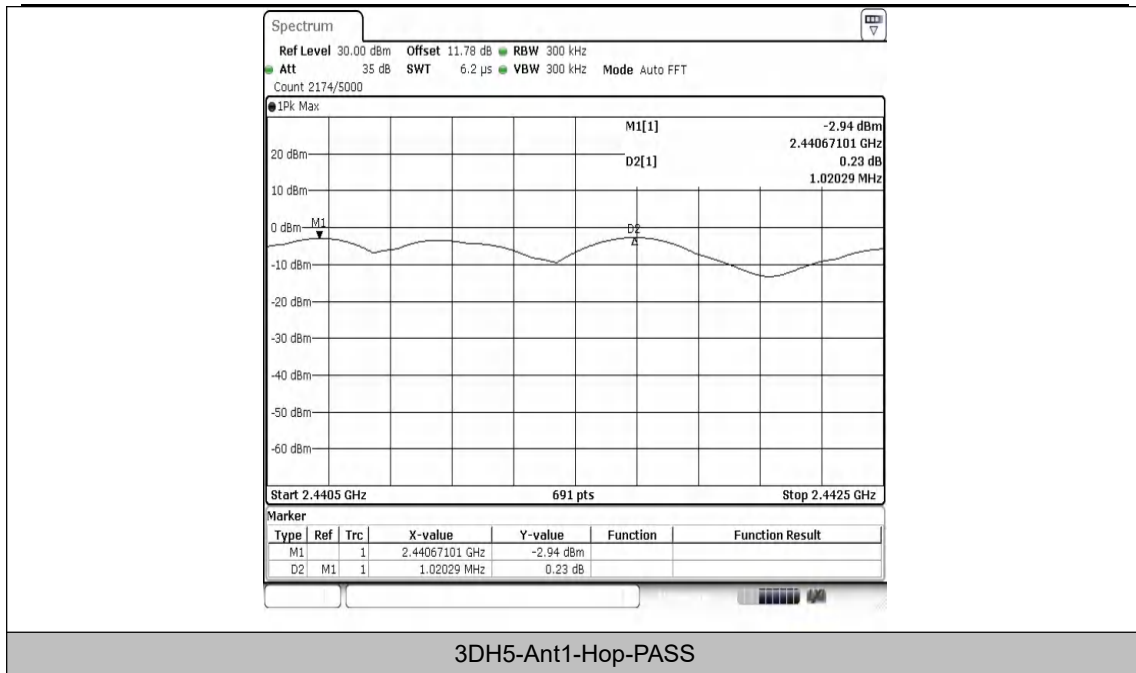 Spectrum
Ref Level 30.00 dBm Offset 11.78 dB RBW 300 kHz
Att 35 dB SWT 6.2 µs VBW 300 kHz Mode Auto FFT
Count 2174/5000
1Pk Max
M1[1] -2.94 dBm
2.44067101 GHz
20 dBm
D2[1] 0.23 dB
1.02029 MHz
10 dBm
0 dBm M1 D2
-10 dBm
-20 dBm
-30 dBm
-40 dBm
-50 dBm
-60 dBm
Start 2.4405 GHz 691 pts Stop 2.4425 GHz
Marker
Type Ref Trc X-value Y-value Function Function Result
M1 1 2.44067101 GHz -2.94 dBm
D2 M1 1 1.02029 MHz 0.23 dB
3DH5-Ant1-Hop-PASS